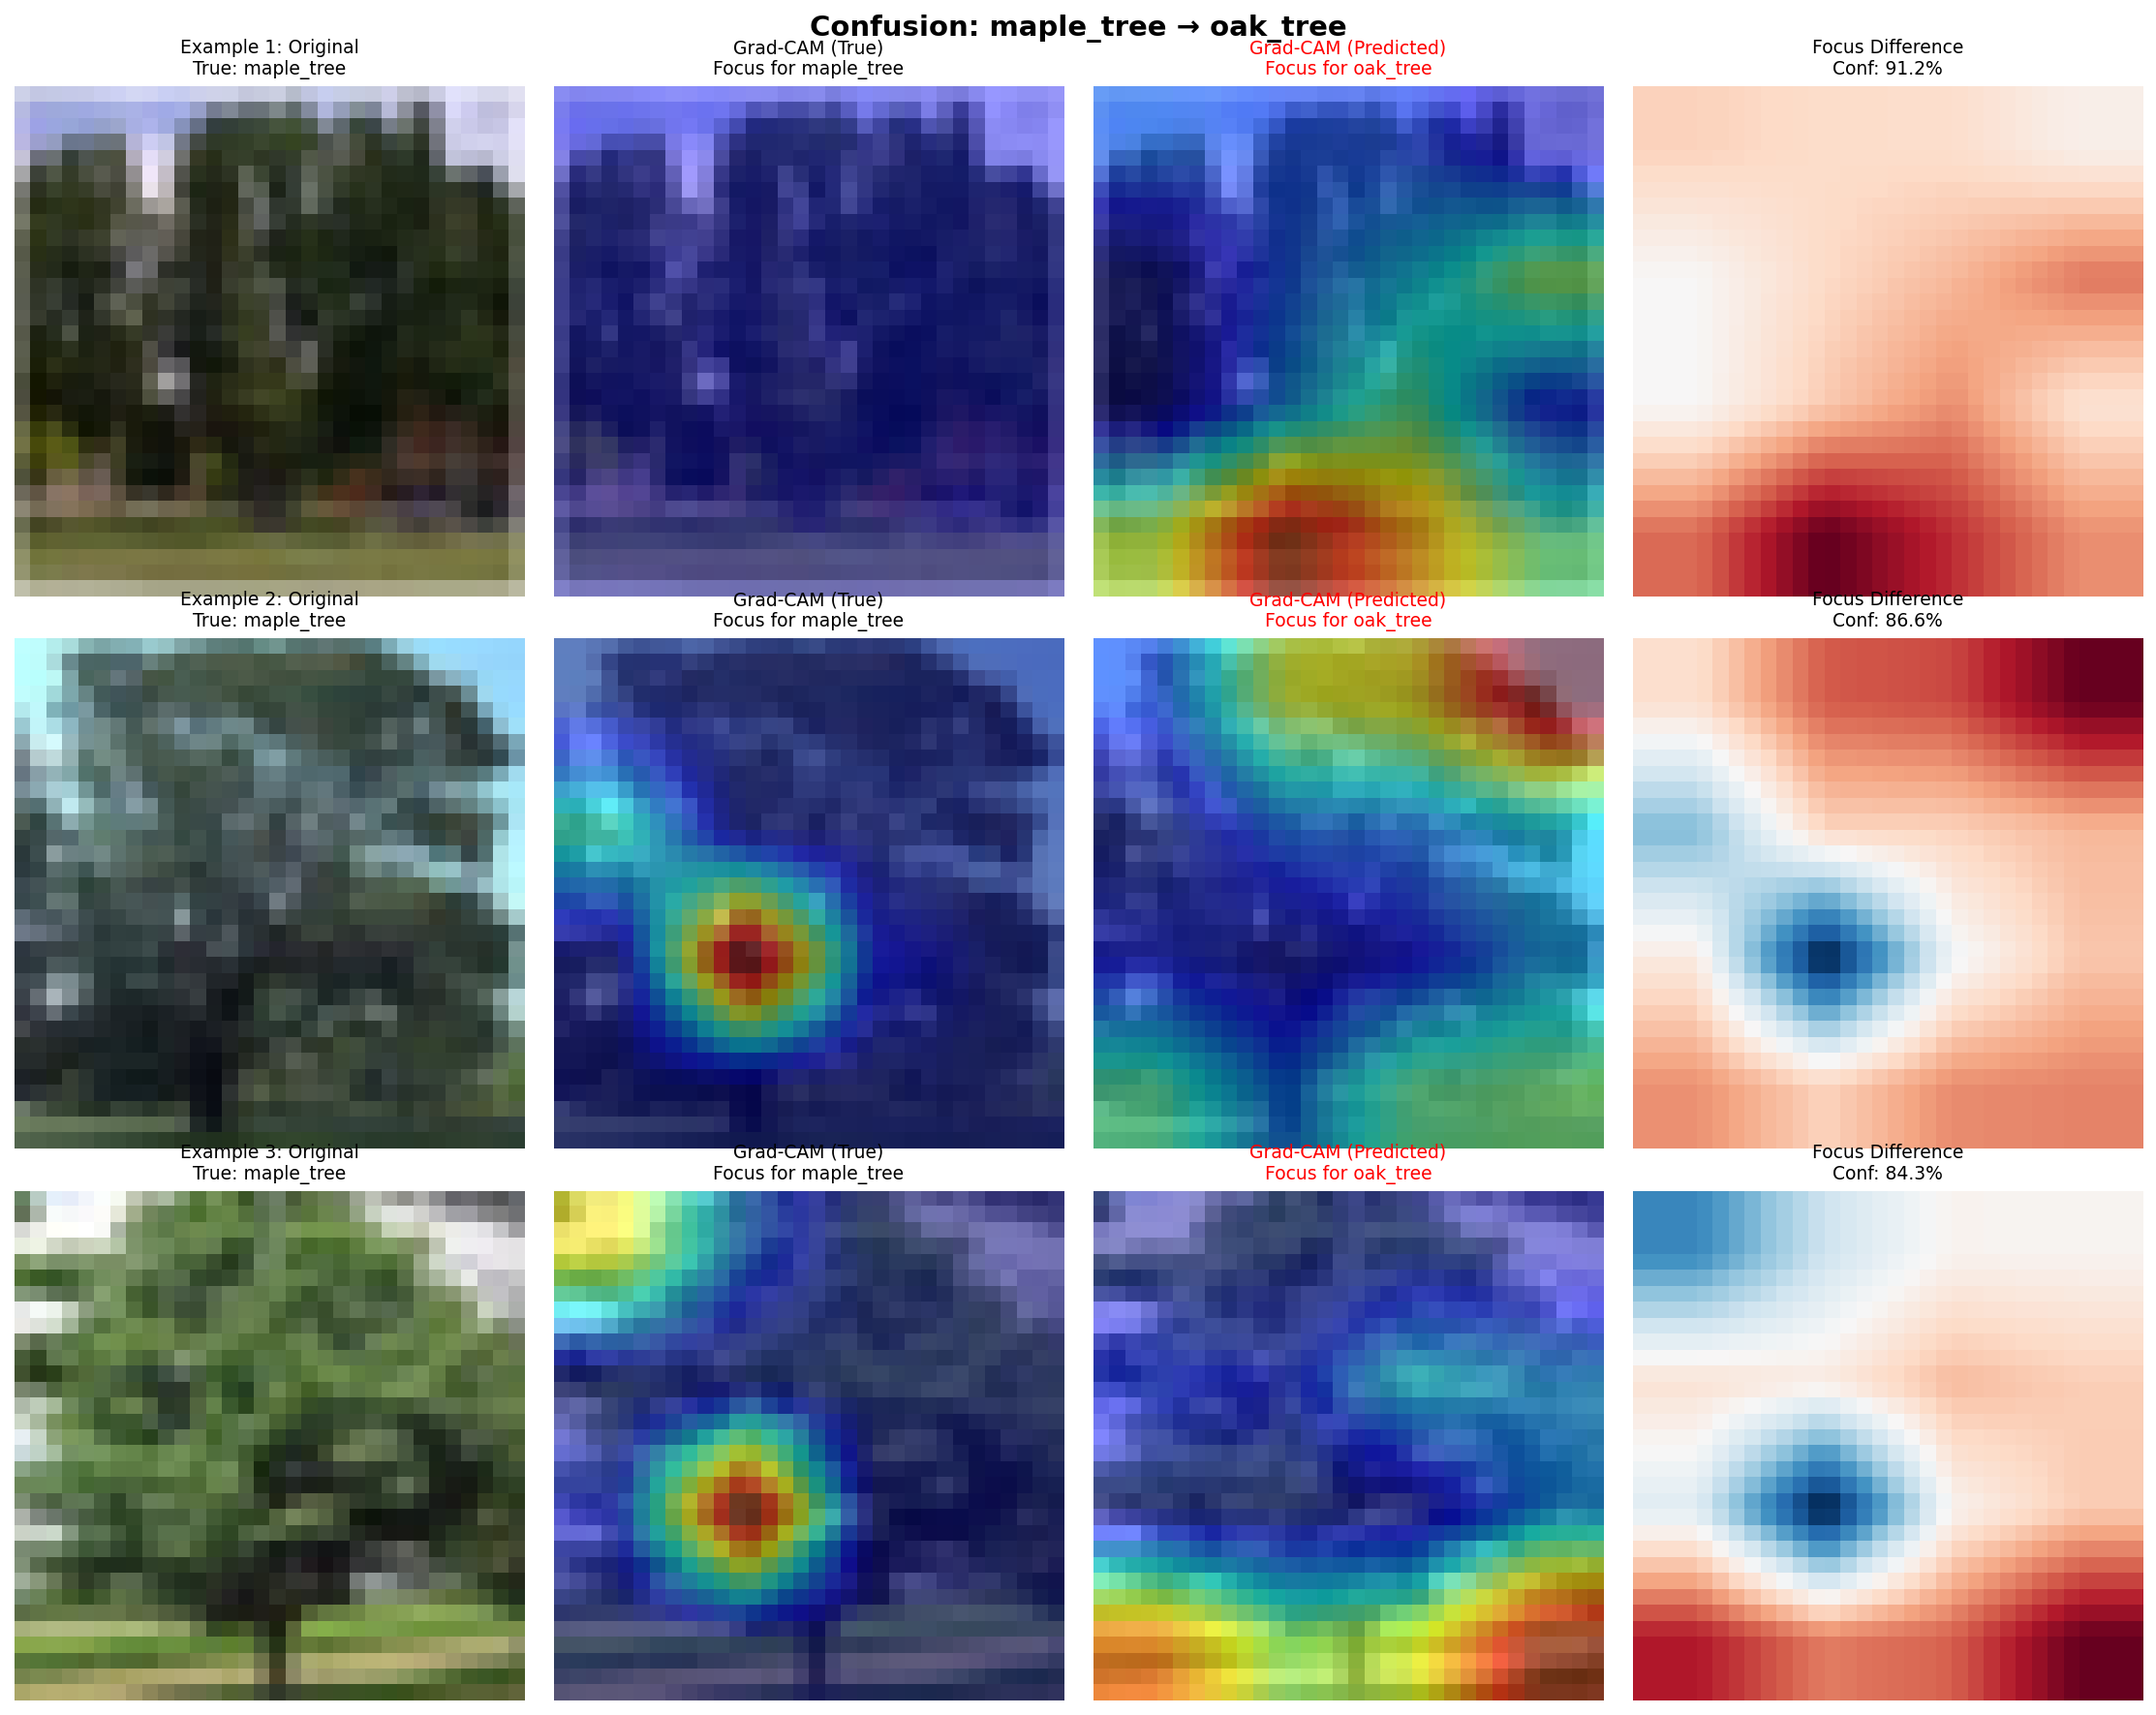 Confusion: maple_tree → oak_tree
Example 1: Original
True: maple_tree
Grad-CAM (True)
Focus for maple_tree
Grad-CAM (Predicted)
Focus for oak_tree
Focus Difference
Conf: 91.2%
Example 2: Original
True: maple_tree
Grad-CAM (True)
Focus for maple_tree
Grad-CAM (Predicted)
Focus for oak_tree
Focus Difference
Conf: 86.6%
Example 3: Original
True: maple_tree
Grad-CAM (True)
Focus for maple_tree
Grad-CAM (Predicted)
Focus for oak_tree
Focus Difference
Conf: 84.3%